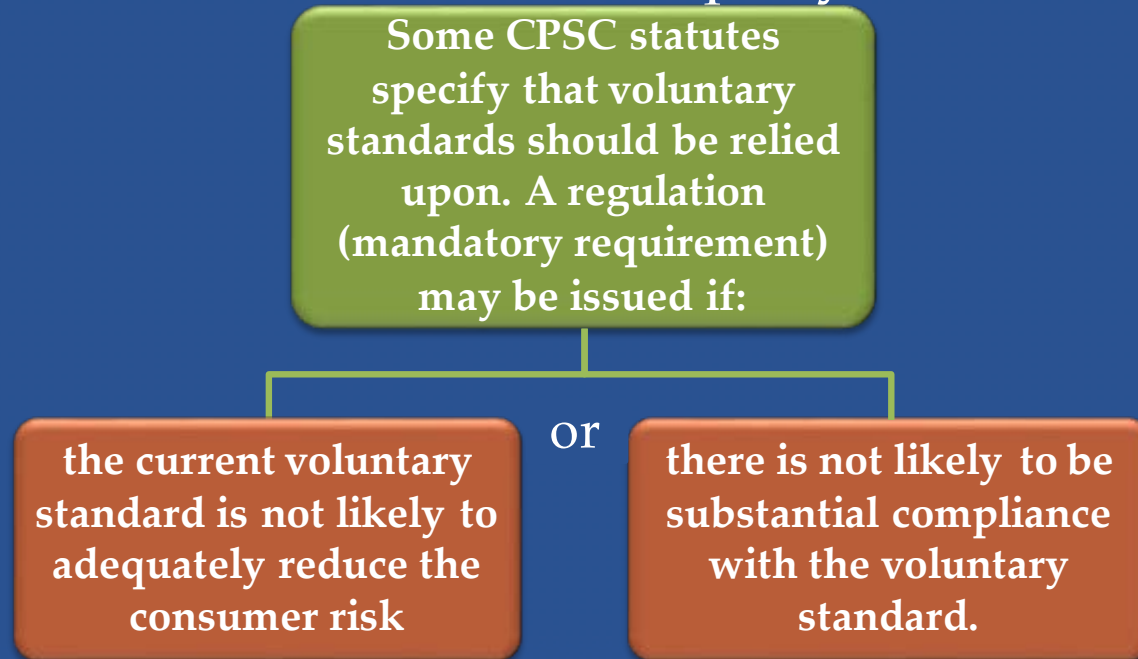 Some CPSC statutes
specify that voluntary
standards should be relied
upon. A regulation
(mandatory requirement)
may be issued if:
the current voluntary
standard is not likely to
adequately reduce the
consumer risk
or
there is not likely to be
substantial compliance
with the voluntary
standard.